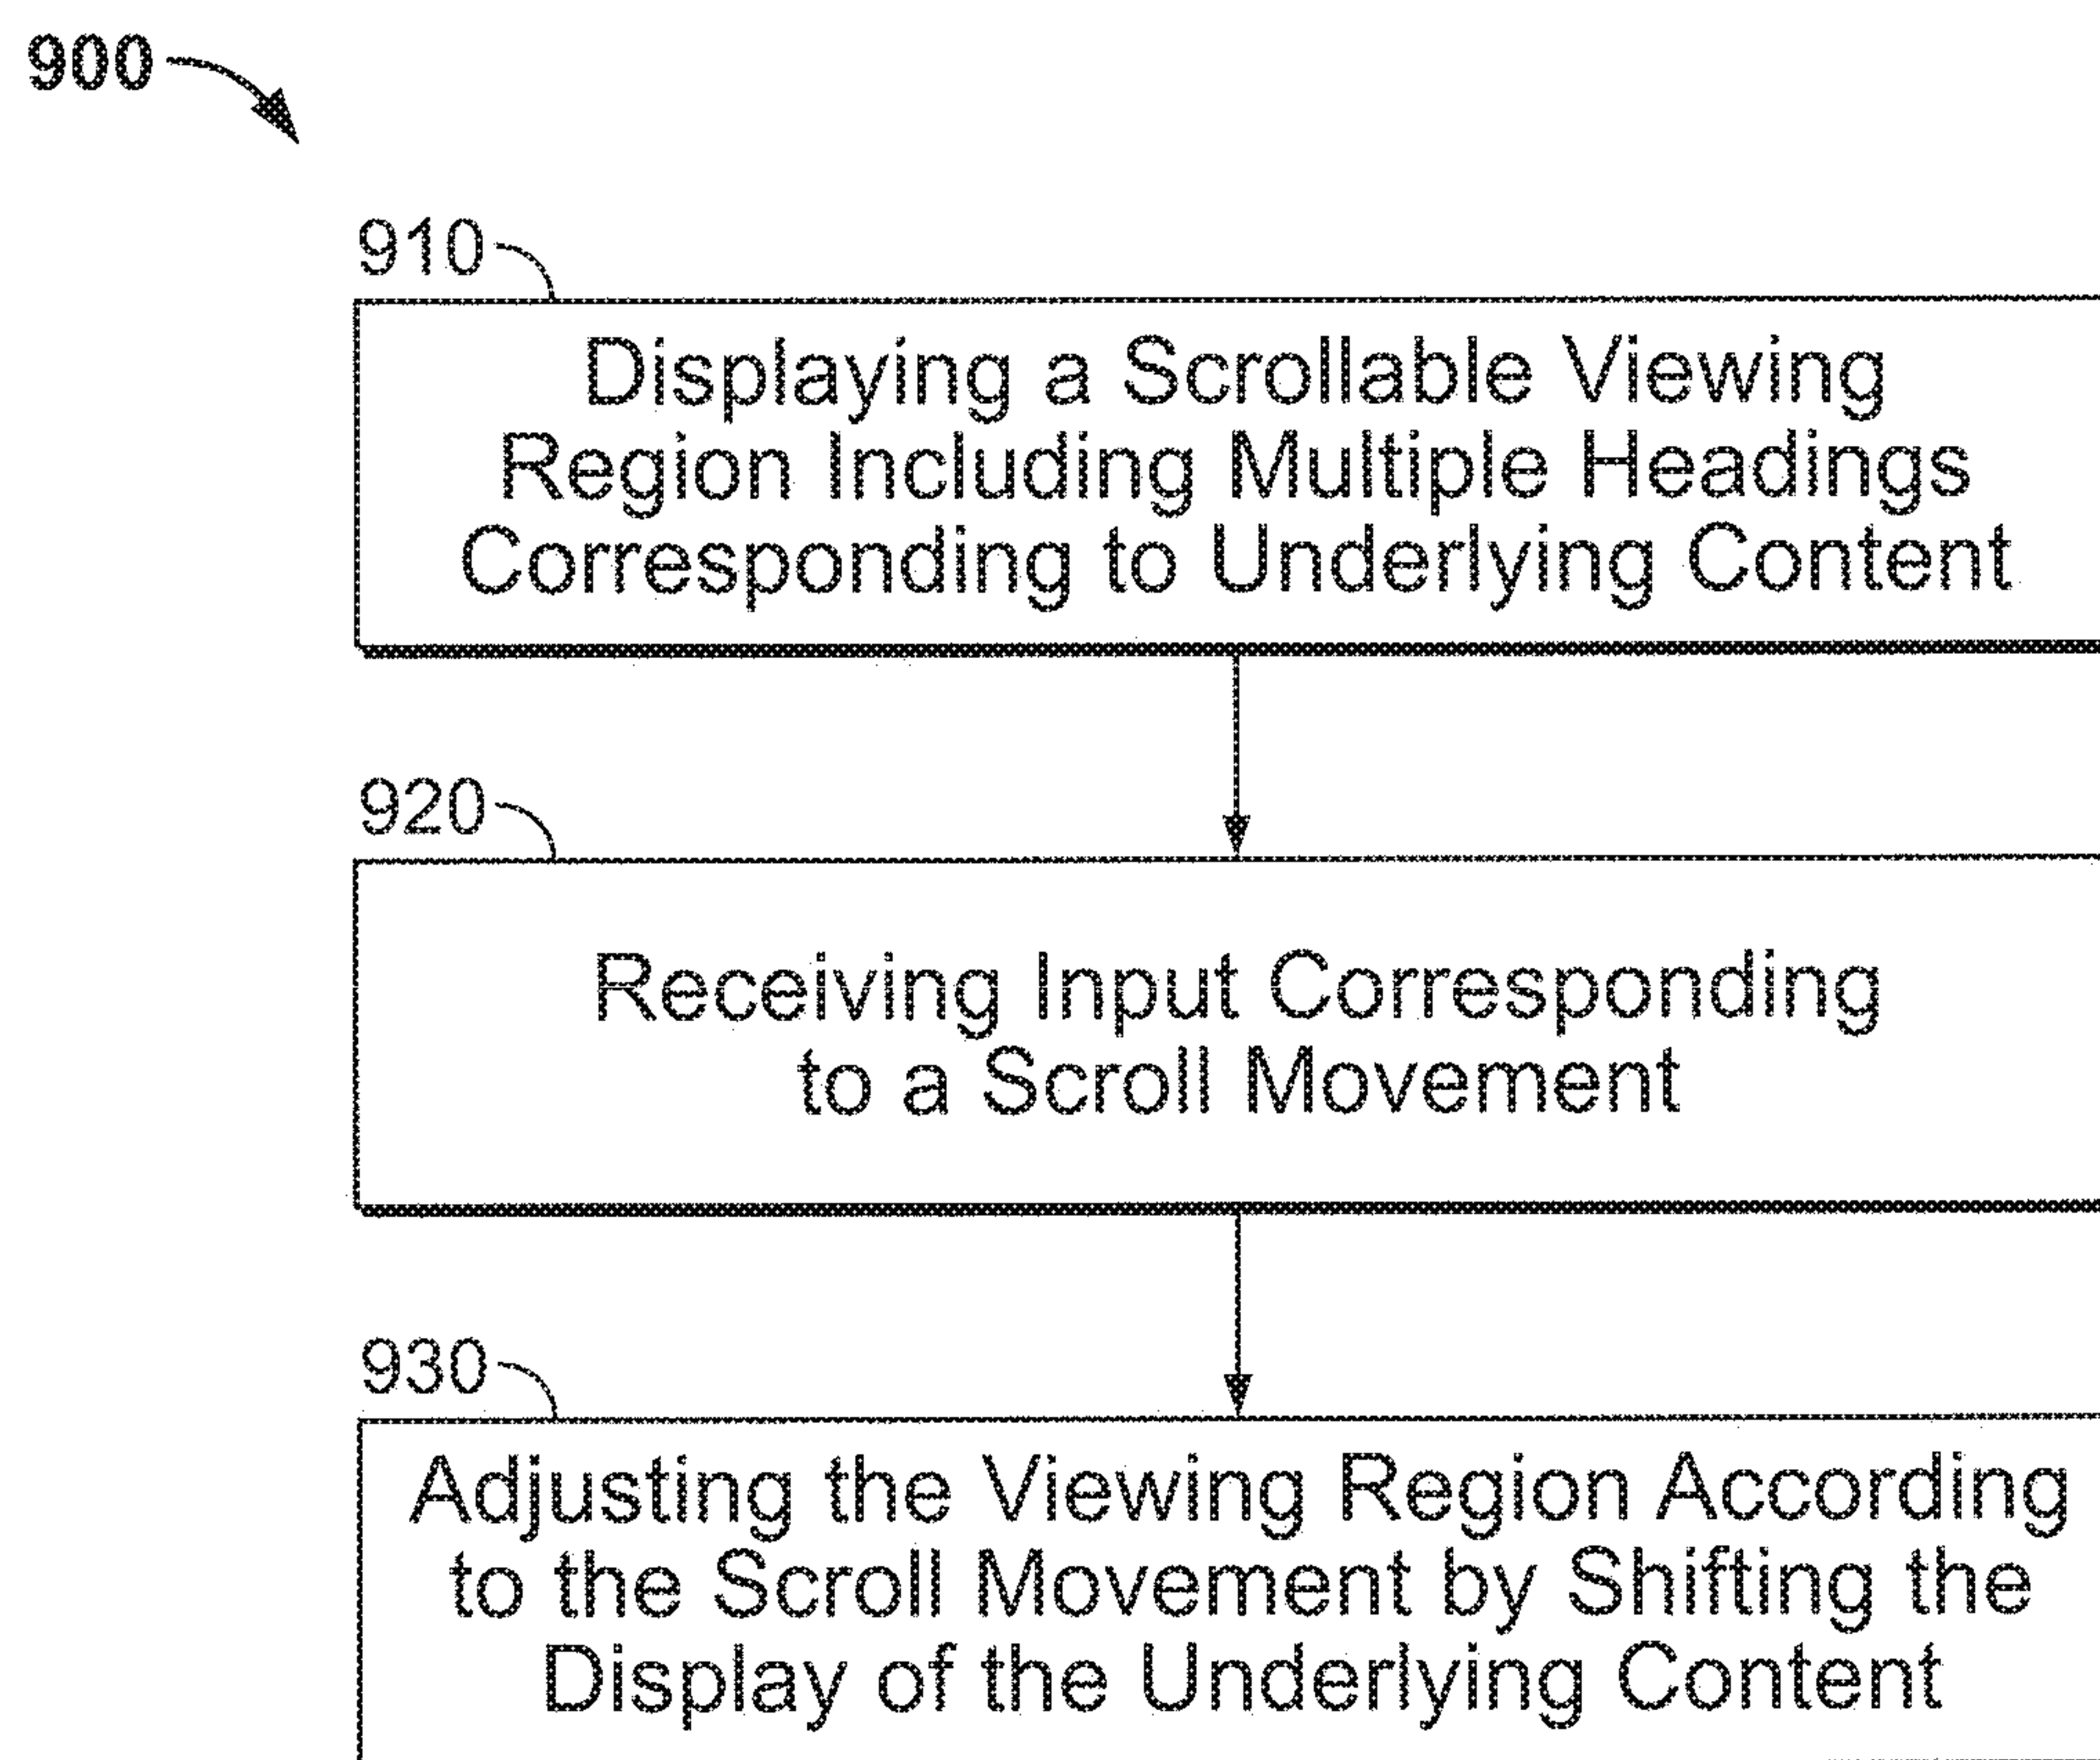 900
910
Displaying a Scrollable Viewing
Region Including Multiple Headings
Corresponding to Underlying Content
920
Receiving Input Corresponding
to a Scroll Movement
930
Adjusting the Viewing Region According
to the Scroll Movement by Shifting the
Display of the Underlying Content